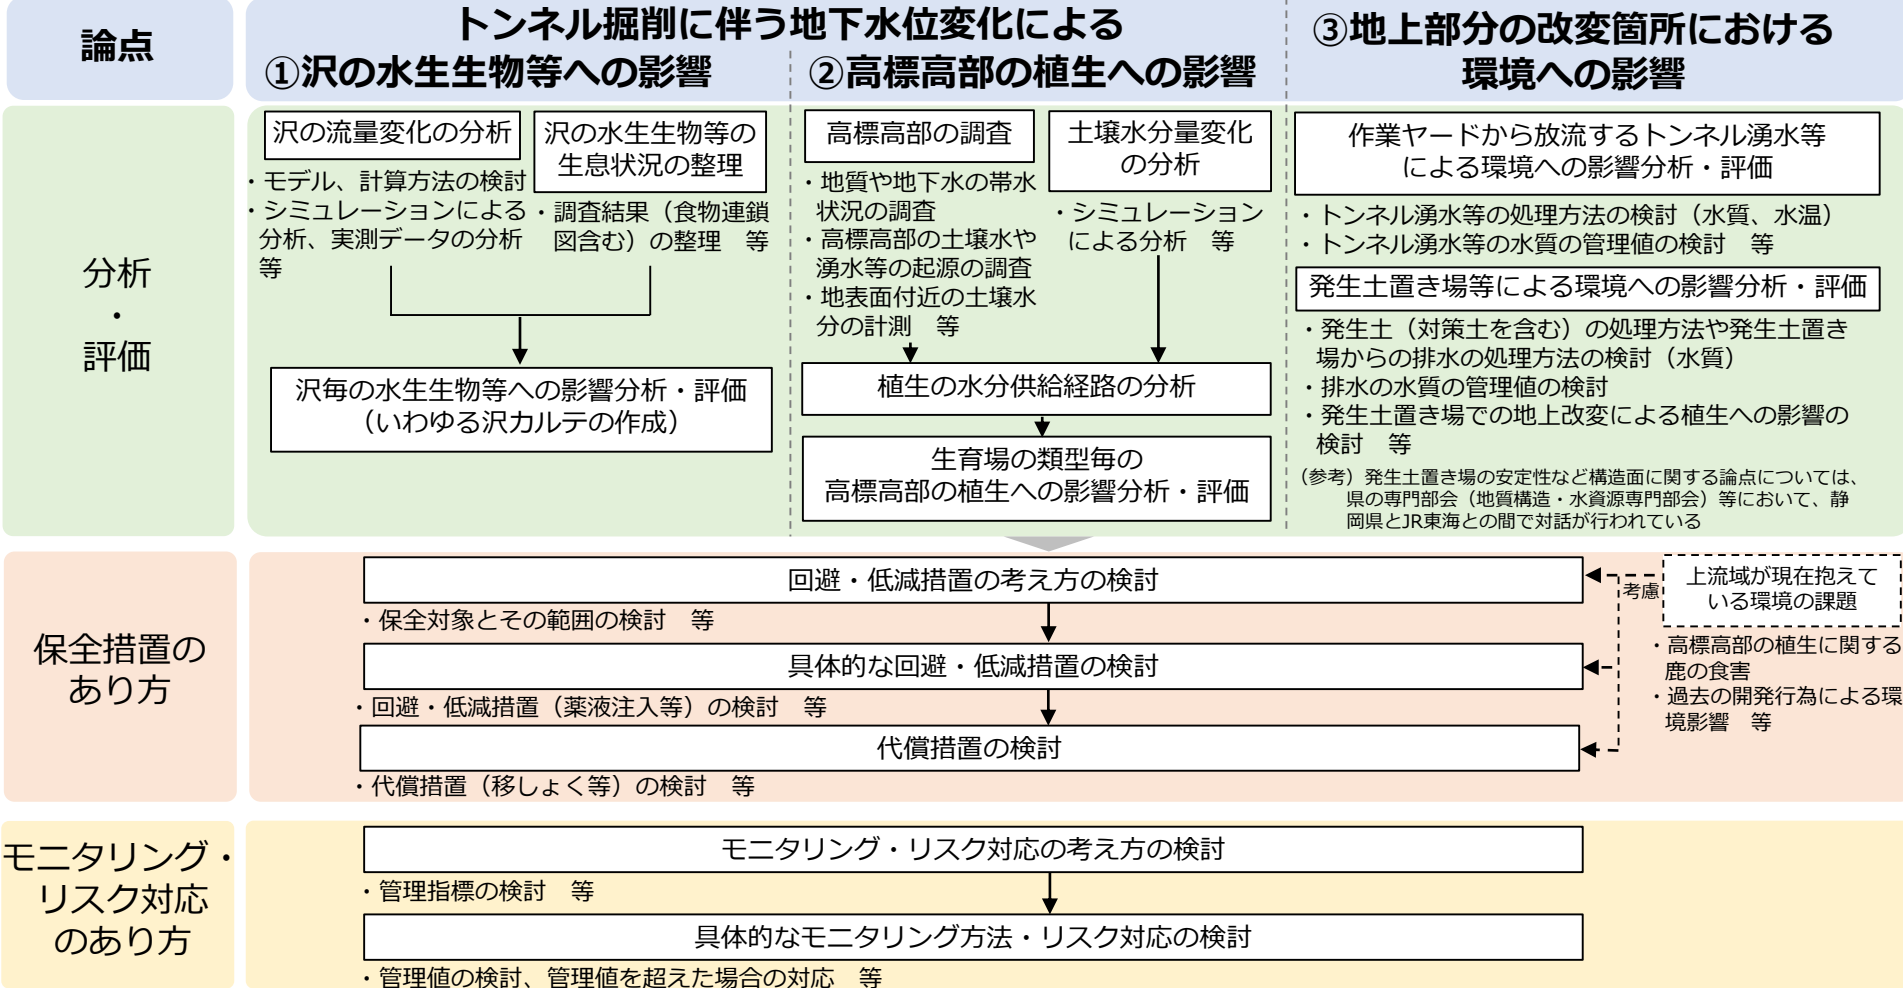 論点
トンネル掘削に伴う地下水位変化による
①沢の水生生物等への影響
②高標高部の植生への影響
③地上部分の改変箇所における
環境への影響
分析
・
評価
沢の流量変化の分析
・モデル、計算方法の検討
・シミュレーションによる
分析、実測データの分析
等
沢の水生生物等の
生息状況の整理
・調査結果（食物連鎖
図含む）の整理　等
沢毎の水生生物等への影響分析・評価
（いわゆる沢カルテの作成）
高標高部の調査
・地質や地下水の帯水
状況の調査
・高標高部の土壌水や
湧水等の起源の調査
・地表面付近の土壌水
分の計測　等
土壌水分量変化
の分析
・シミュレーション
による分析　等
植生の水分供給経路の分析
生育場の類型毎の
高標高部の植生への影響分析・評価
作業ヤードから放流するトンネル湧水等
による環境への影響分析・評価
・トンネル湧水等の処理方法の検討（水質、水温）
・トンネル湧水等の水質の管理値の検討　等
発生土置き場等による環境への影響分析・評価
・発生土（対策土を含む）の処理方法や発生土置き
場からの排水の処理方法の検討（水質）
・排水の水質の管理値の検討
・発生土置き場での地上改変による植生への影響の
検討　等
（参考）発生土置き場の安定性など構造面に関する論点については、
県の専門部会（地質構造・水資源専門部会）等において、静
岡県とJR東海との間で対話が行われている
保全措置の
あり方
回避・低減措置の考え方の検討
・保全対象とその範囲の検討　等
具体的な回避・低減措置の検討
・回避・低減措置（薬液注入等）の検討　等
代償措置の検討
・代償措置（移しょく等）の検討　等
考慮
上流域が現在抱えて
いる環境の課題
・高標高部の植生に関する
鹿の食害
・過去の開発行為による環
境影響　等
モニタリング・
リスク対応
のあり方
モニタリング・リスク対応の考え方の検討
・管理指標の検討　等
具体的なモニタリング方法・リスク対応の検討
・管理値の検討、管理値を超えた場合の対応　等